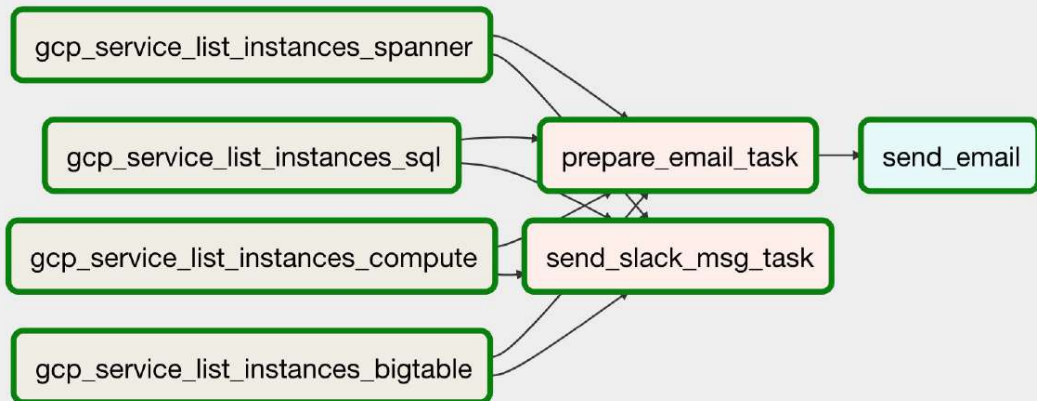 gcp_service_list_instances_spanner
gcp_service_list_instances_sql
prepare_email_task
send_email
gcp_service_list_instances_compute
send_slack_msg_task
gcp_service_list_instances_bigtable